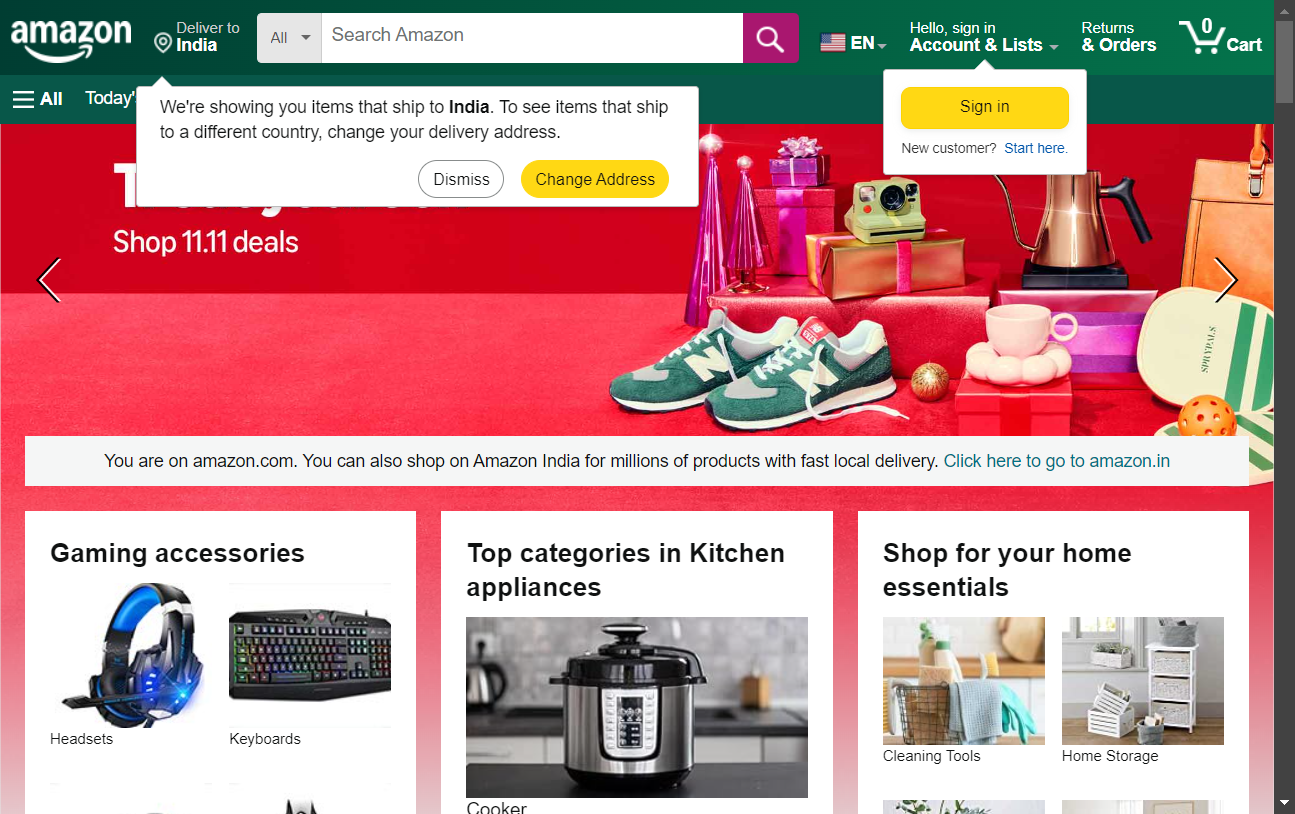 amazon
Deliver to
India
All
Search Amazon
EN
Hello, sign in
Account & Lists
Returns
& Orders
0
Cart
All
Today's
We're showing you items that ship to India. To see items that ship
to a different country, change your delivery address.
Dismiss
Change Address
Sign in
New customer? Start here.
Shop 11.11 deals
SPRYPALS
You are on amazon.com. You can also shop on Amazon India for millions of products with fast local delivery. Click here to go to amazon.in
Gaming accessories
Headsets
Keyboards
Top categories in Kitchen
appliances
Cooker
Shop for your home
essentials
Cleaning Tools
Home Storage